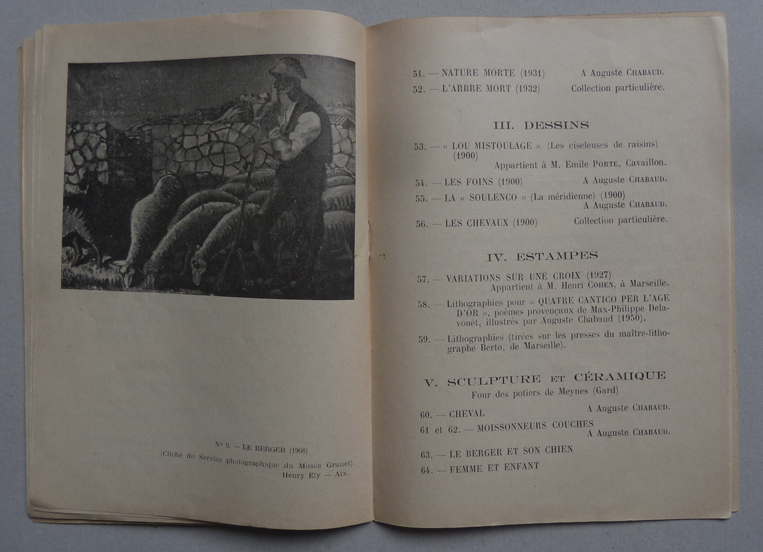 N° 9. — LE BERGER (1908)
(Cliché du Service photographique du Musée Granet)
Henry Ely — Aix.
51. — NATURE MORTE (1931) A Auguste CHABAUD.
52. — L'ARBRE MORT (1932) Collection particulière.
III. DESSINS
53. — « LOU MISTOULAGE » (Les ciseleuses de raisins)
(1900)
Appartient à M. Emile PORTE, Cavaillon.
54. — LES FOINS (1900) A Auguste CHABAUD.
55. — LA « SOULENCO » (La méridienne) (1900)
A Auguste CHABAUD.
56. — LES CHEVAUX (1900) Collection particulière.
IV. ESTAMPES
57. — VARIATIONS SUR UNE CROIX (1927)
Appartient à M. Henri COHEN, à Marseille.
58. — Lithographies pour « QUATRE CANTICO PER L'AGE
D'OR », poèmes provençaux de Max-Philippe Dela-
vouët, illustrés par Auguste Chabaud (1950).
59. — Lithographies (tirées sur les presses du maître-litho-
graphe Berto, de Marseille).
V. SCULPTURE ET CÉRAMIQUE
Four des potiers de Meynes (Gard)
60. — CHEVAL A Auguste CHABAUD.
61 et 62. — MOISSONNEURS COUCHES
A Auguste CHABAUD.
63. — LE BERGER ET SON CHIEN
64. — FEMME ET ENFANT